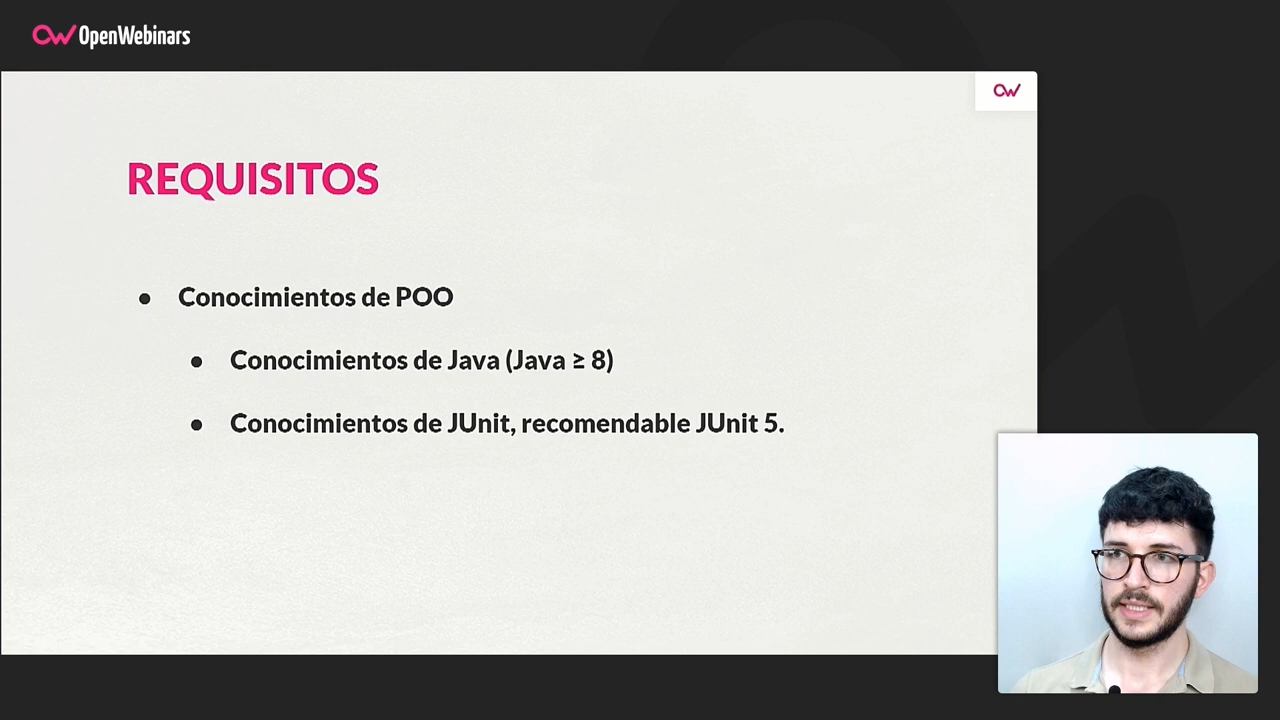 OpenWebinars
REQUISITOS
● Conocimientos de POO
● Conocimientos de Java (Java ≥ 8)
● Conocimientos de JUnit, recomendable JUnit 5.